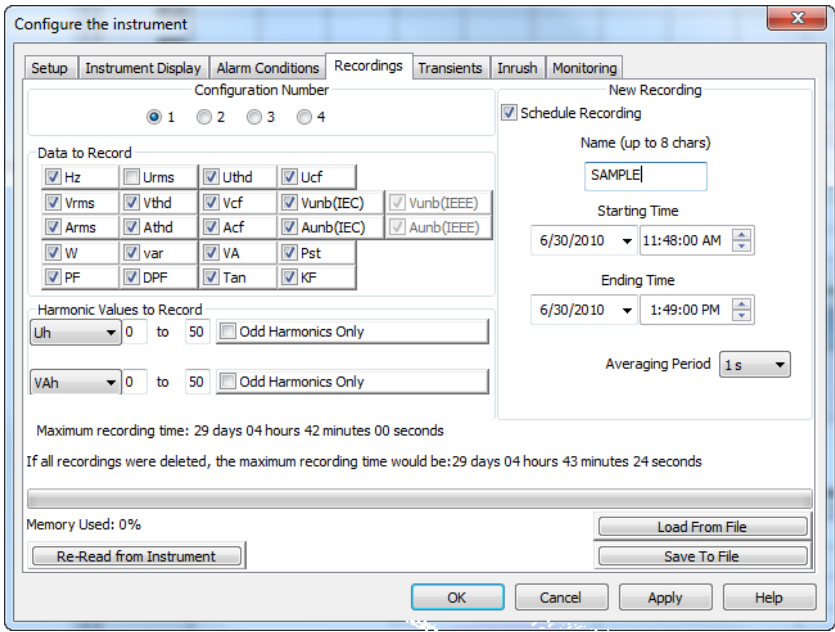 Configure the instrument
Setup Instrument Display Alarm Conditions Recordings Transients Inrush Monitoring
Configuration Number
1 2 3 4
Data to Record
Hz Urms Uthd Ucf
Vrms Vthd Vcf Vunb(IEC) Vunb(IEEE)
Arms Athd Acf Aunb(IEC) Aunb(IEEE)
W var VA Pst
PF DPF Tan KF
Harmonic Values to Record
Uh 0 to 50 Odd Harmonics Only
VAh 0 to 50 Odd Harmonics Only
New Recording
Schedule Recording
Name (up to 8 chars)
SAMPLE
Starting Time
6/30/2010 11:48:00 AM
Ending Time
6/30/2010 1:49:00 PM
Averaging Period 1 s
Maximum recording time: 29 days 04 hours 42 minutes 00 seconds
If all recordings were deleted, the maximum recording time would be:29 days 04 hours 43 minutes 24 seconds
Memory Used: 0%
Load From File
Re-Read from Instrument Save To File
OK Cancel Apply Help